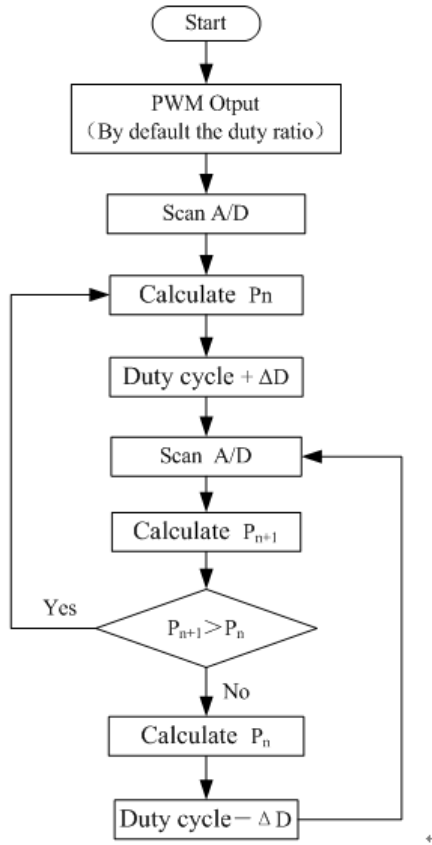 Start
PWM Otput
（By default the duty ratio）
Scan A/D
Calculate Pn
Duty cycle + ΔD
Scan A/D
Calculate Pₙ₊₁
Yes
Pₙ₊₁＞Pₙ
No
Calculate Pₙ
Duty cycle－ΔD